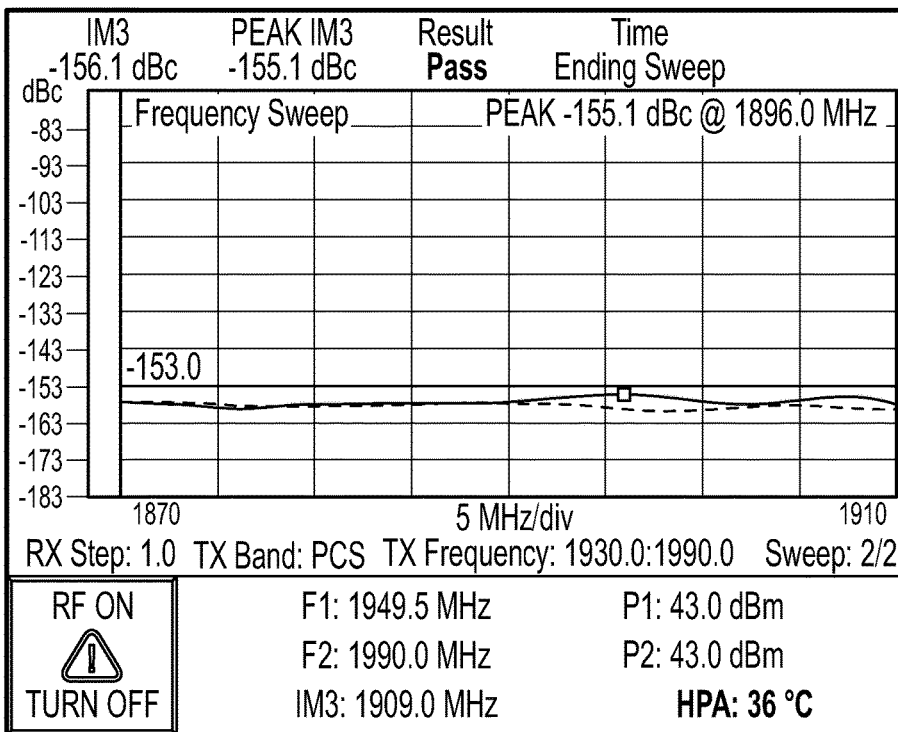 IM3 PEAK IM3 Result Time
-156.1 dBc -155.1 dBc Pass Ending Sweep
dBc
Frequency Sweep PEAK -155.1 dBc @ 1896.0 MHz
-83
-93
-103
-113
-123
-133
-143
-153.0
-153
-163
-173
-183
1870 5 MHz/div 1910
RX Step: 1.0 TX Band: PCS TX Frequency: 1930.0:1990.0 Sweep: 2/2
RF ON F1: 1949.5 MHz P1: 43.0 dBm
! F2: 1990.0 MHz P2: 43.0 dBm
TURN OFF IM3: 1909.0 MHz HPA: 36 °C